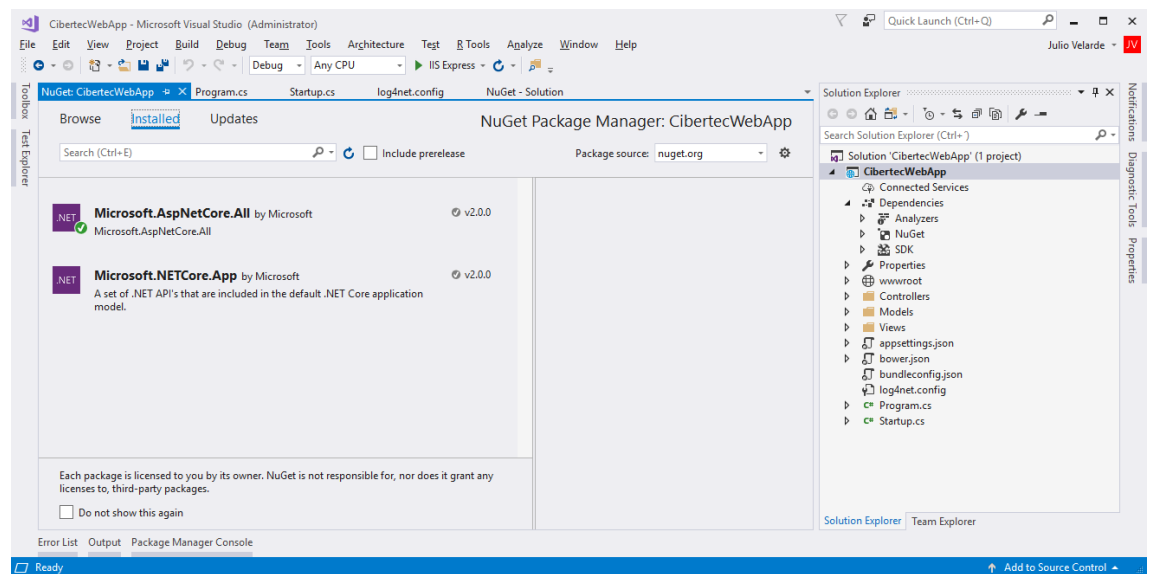 CibertecWebApp - Microsoft Visual Studio (Administrator)
Quick Launch (Ctrl+Q)
File Edit View Project Build Debug Team Tools Architecture Test R Tools Analyze Window Help
Julio Velarde JV
Debug Any CPU IIS Express
Toolbox
Test Explorer
NuGet: CibertecWebApp Program.cs Startup.cs log4net.config NuGet - Solution
Browse Installed Updates
NuGet Package Manager: CibertecWebApp
Search (Ctrl+E) Include prerelease Package source: nuget.org
.NET Microsoft.AspNetCore.All by Microsoft v2.0.0
Microsoft.AspNetCore.All
.NET Microsoft.NETCore.App by Microsoft v2.0.0
A set of .NET API's that are included in the default .NET Core application
model.
Each package is licensed to you by its owner. NuGet is not responsible for, nor does it grant any
licenses to, third-party packages.
Do not show this again
Solution Explorer
Search Solution Explorer (Ctrl+´)
Solution 'CibertecWebApp' (1 project)
CibertecWebApp
Connected Services
Dependencies
Analyzers
NuGet
SDK
Properties
wwwroot
Controllers
Models
Views
appsettings.json
bower.json
bundleconfig.json
log4net.config
C# Program.cs
C# Startup.cs
Solution Explorer Team Explorer
Notifications
Diagnostic Tools
Properties
Error List Output Package Manager Console
Ready
Add to Source Control